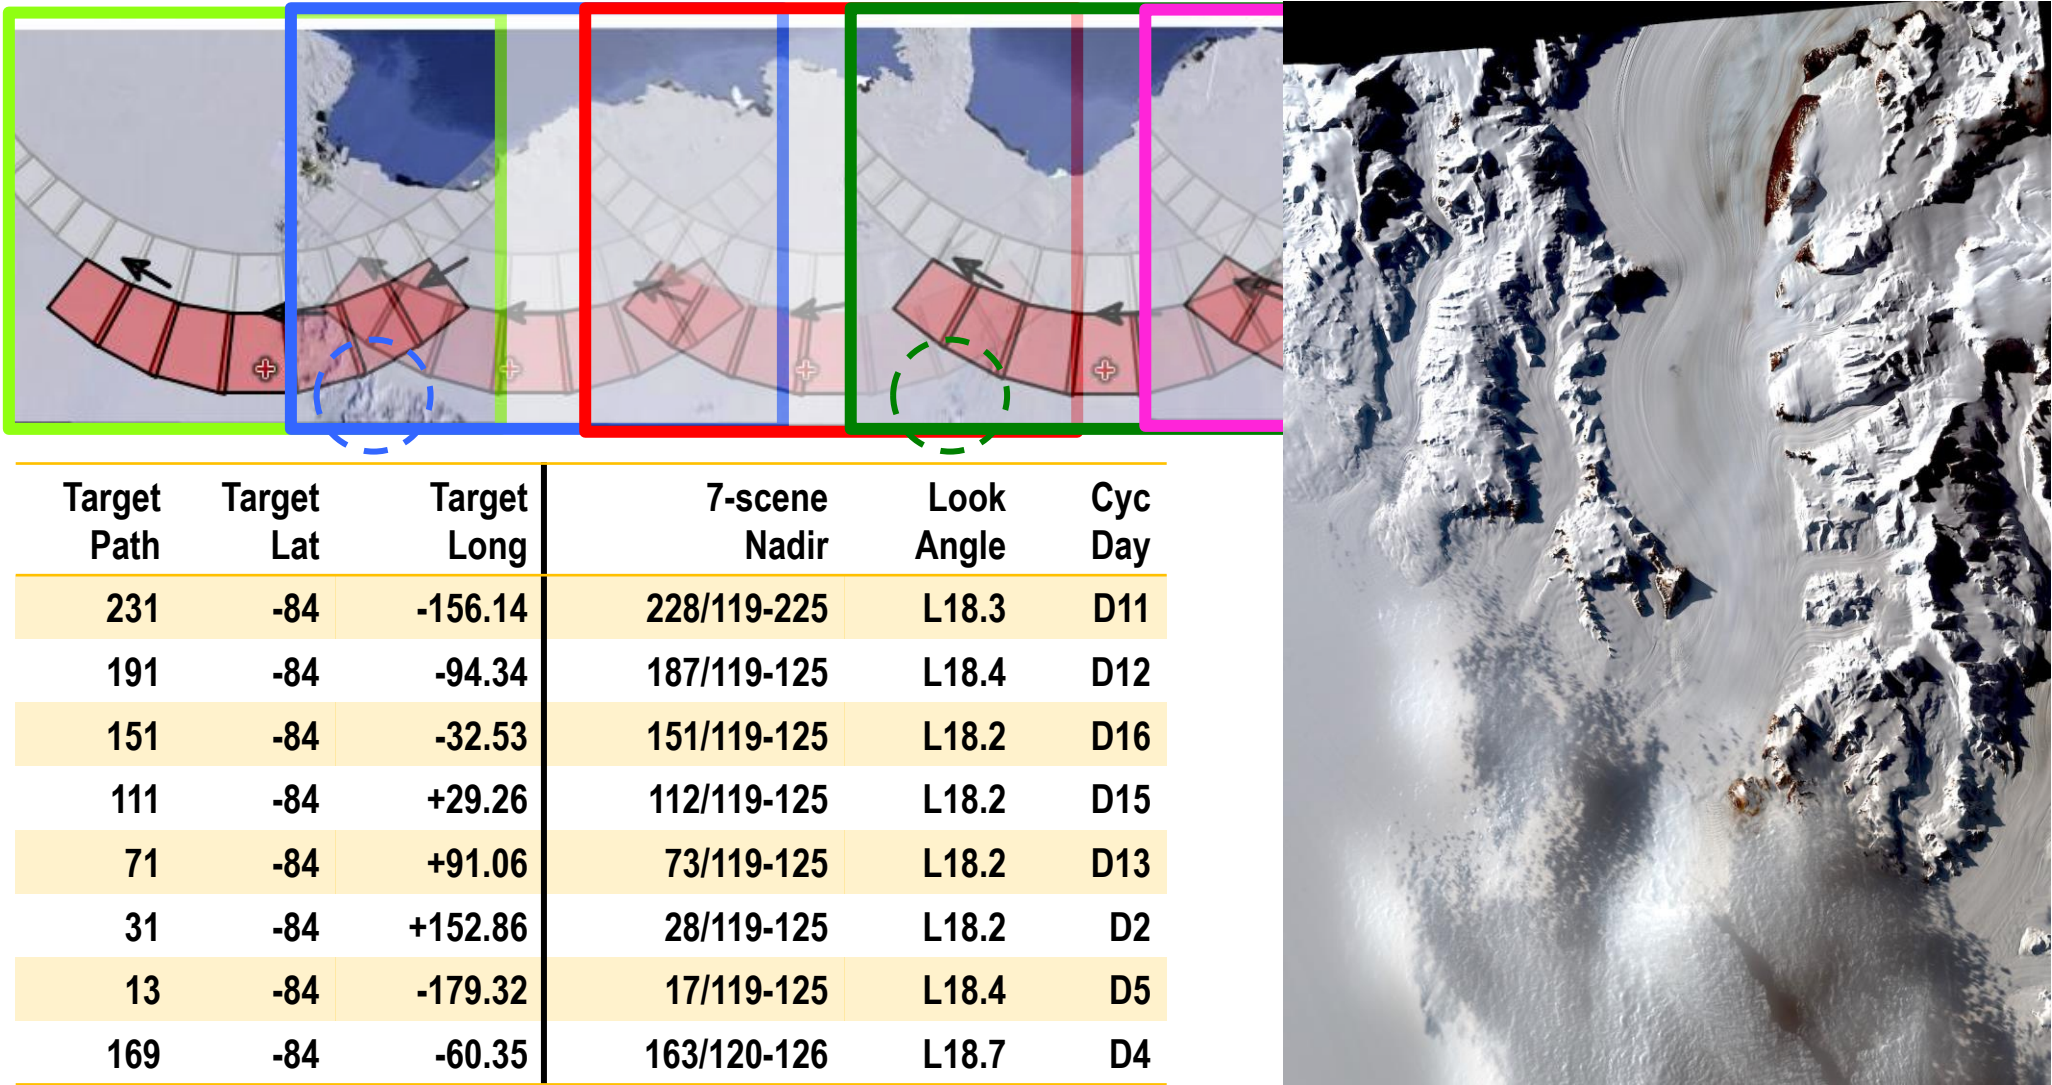 Target Path Target Lat Target Long 7-scene Nadir Look Angle Cyc Day
231 -84 -156.14 228/119-225 L18.3 D11
191 -84 -94.34 187/119-125 L18.4 D12
151 -84 -32.53 151/119-125 L18.2 D16
111 -84 +29.26 112/119-125 L18.2 D15
71 -84 +91.06 73/119-125 L18.2 D13
31 -84 +152.86 28/119-125 L18.2 D2
13 -84 -179.32 17/119-125 L18.4 D5
169 -84 -60.35 163/120-126 L18.7 D4